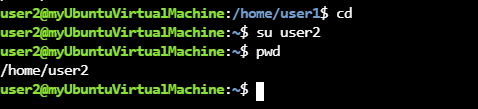 user2@myUbuntuVirtualMachine:/home/user1$ cd
user2@myUbuntuVirtualMachine:~$ su user2
user2@myUbuntuVirtualMachine:~$ pwd
/home/user2
user2@myUbuntuVirtualMachine:~$